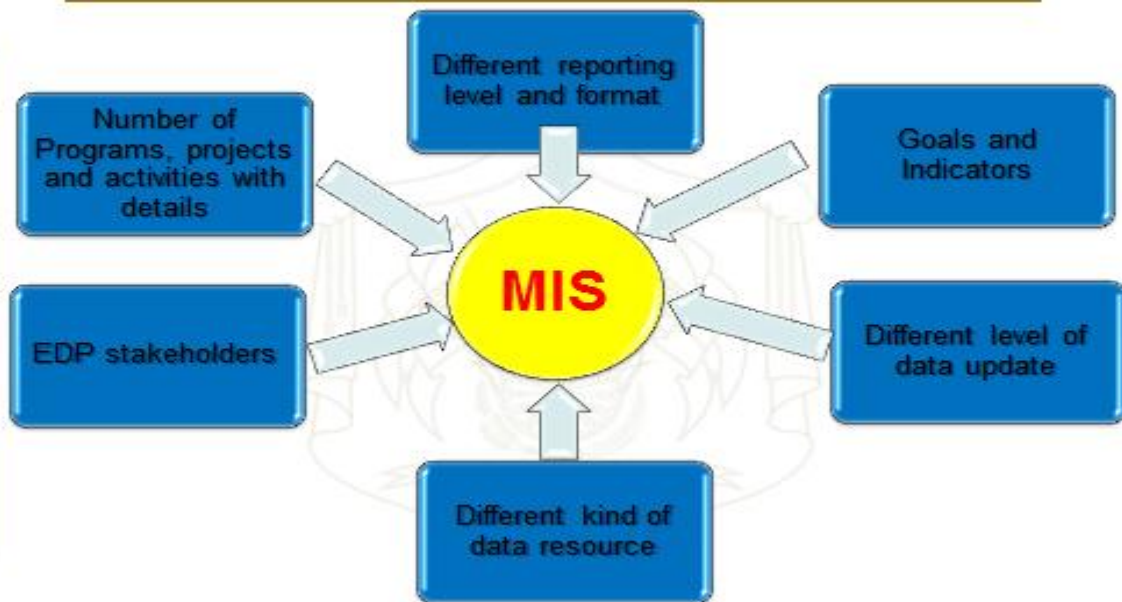 Different reporting
level and format
Number of
Programs, projects
and activities with
details
Goals and
Indicators
MIS
EDP stakeholders
Different level of
data update
Different kind of
data resource